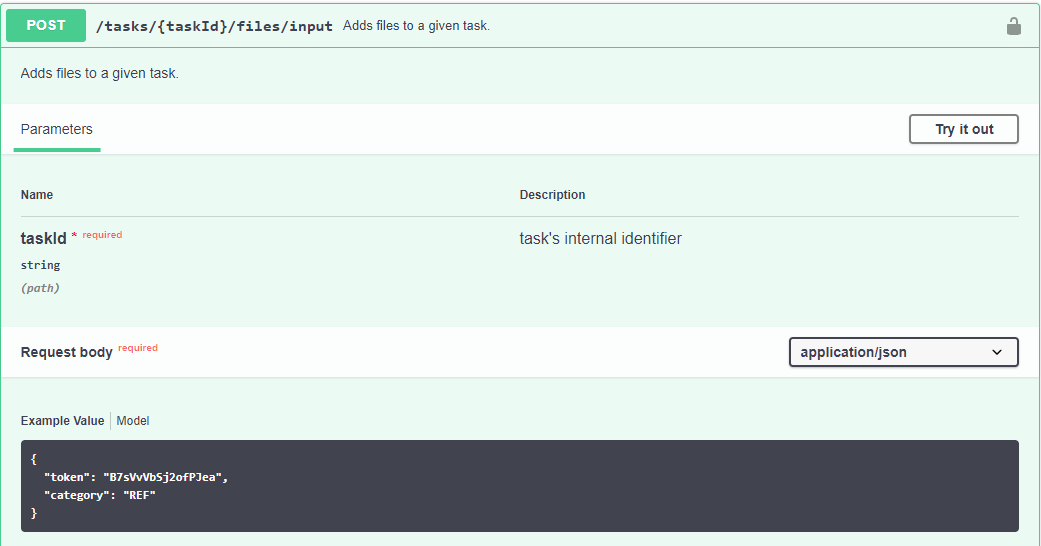 POST /tasks/{taskId}/files/input Adds files to a given task.
Adds files to a given task.
Parameters Try it out
Name Description
taskId * required task's internal identifier
string
(path)
Request body required application/json
Example Value Model
{
"token": "B7sVvVbSj2ofPJea",
"category": "REF"
}